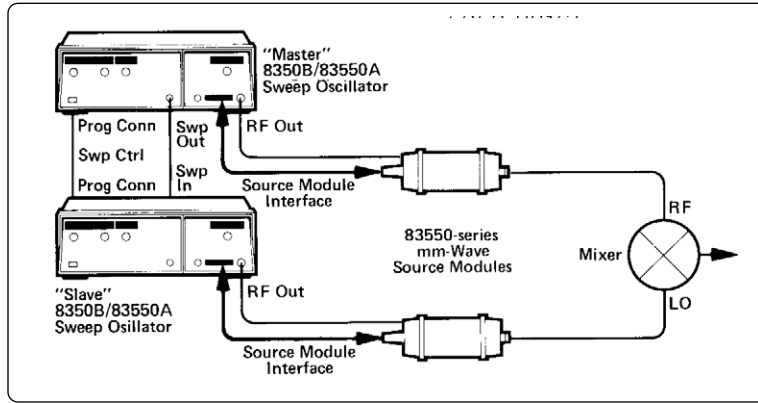 "Master"
8350B/83550A
Sweep Oscillator
Prog Conn
Swp
Out
RF Out
Swp Ctrl
Prog Conn
Swp
In
Source Module
Interface
83550-series
mm-Wave
Source Modules
RF
Mixer
LO
"Slave"
8350B/83550A
Sweep Osillator
RF Out
Source Module
Interface